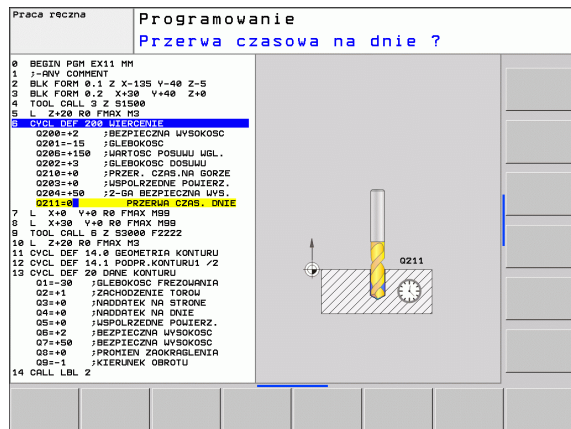 Praca ręczna
Programowanie
Przerwa czasowa na dnie ?
0 BEGIN PGM EX11 MM
1 ;-ANY COMMENT
2 BLK FORM 0.1 Z X-135 Y-40 Z-5
3 BLK FORM 0.2 X+30 Y+40 Z+0
4 TOOL CALL 3 Z S1500
5 L Z+20 R0 FMAX M3
6 CYCL DEF 200 WIERCENIE
Q200=+2 ;BEZPIECZNA WYSOKOSC
Q201=-15 ;GLEBOKOSC
Q206=+150 ;WARTOSC POSUWU WGL.
Q202=+3 ;GLEBOKOSC DOSUWU
Q210=+0 ;PRZER. CZAS.NA GORZE
Q203=+0 ;WSPOLRZEDNE POWIERZ.
Q204=+50 ;2-GA BEZPIECZNA WYS.
Q211=0 PRZERWA CZAS. DNIE
7 L X+0 Y+0 R0 FMAX M99
8 L X+30 Y+0 R0 FMAX M99
9 TOOL CALL 6 Z S3000 F2222
10 L Z+20 R0 FMAX M3
11 CYCL DEF 14.0 GEOMETRIA KONTURU
12 CYCL DEF 14.1 PODPR.KONTURU1 /2
13 CYCL DEF 20 DANE KONTURU
Q1=-30 ;GLEBOKOSC FREZOWANIA
Q2=+1 ;ZACHODZENIE TOROW
Q3=+0 ;NADDATEK NA STRONE
Q4=+0 ;NADDATEK NA DNIE
Q5=+0 ;WSPOLRZEDNE POWIERZ.
Q6=+2 ;BEZPIECZNA WYSOKOSC
Q7=+50 ;BEZPIECZNA WYSOKOSC
Q8=+0 ;PROMIEN ZAOKRAGLENIA
Q9=-1 ;KIERUNEK OBROTU
14 CALL LBL 2
Q211